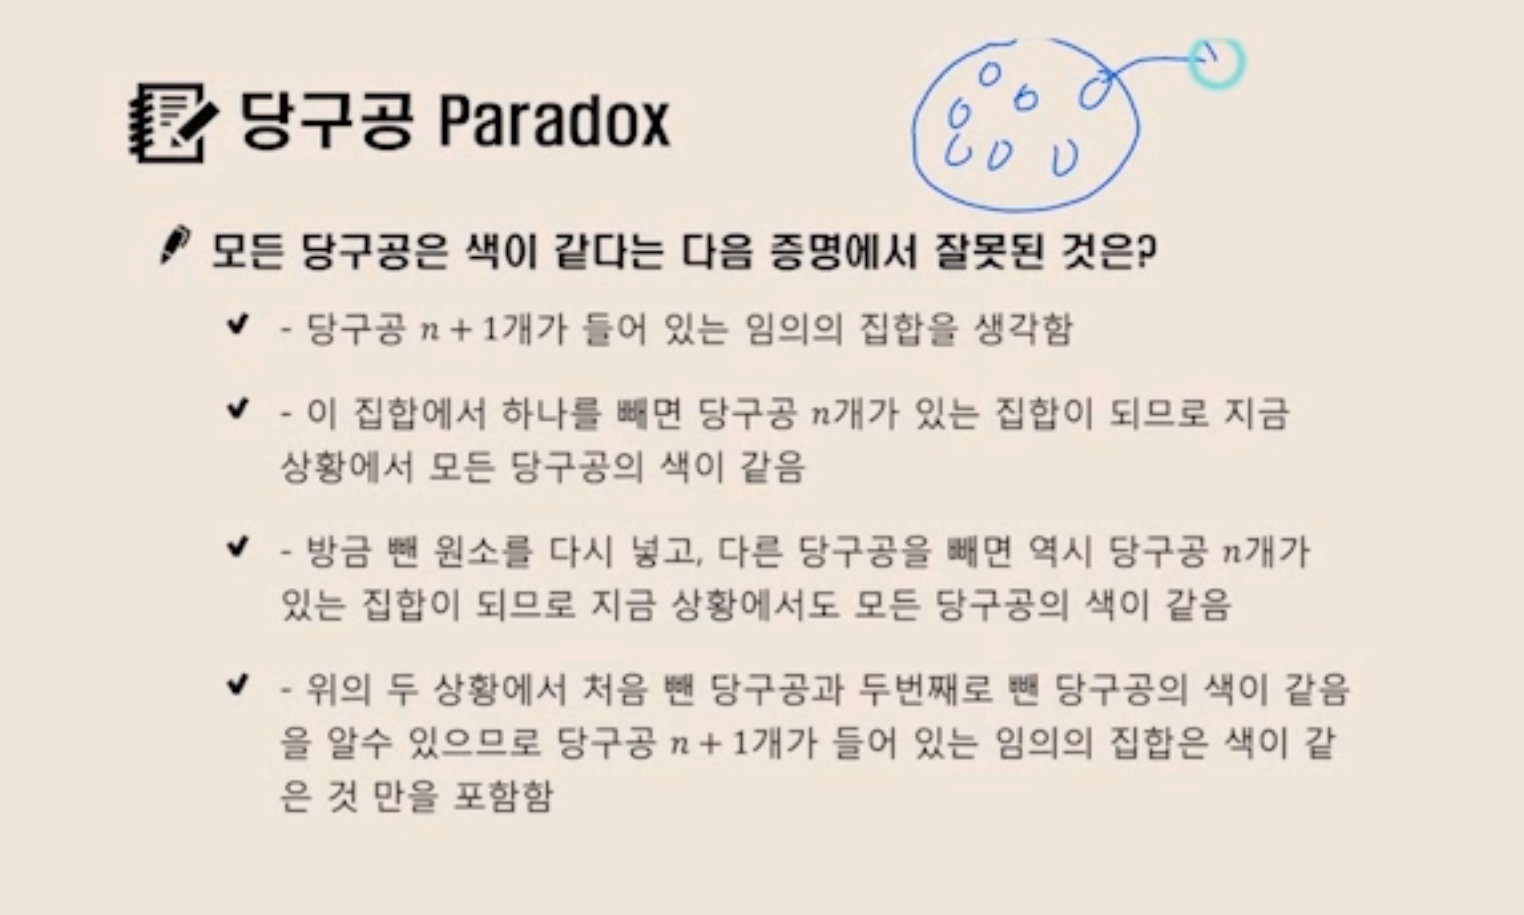 당구공 Paradox
모든 당구공은 색이 같다는 다음 증명에서 잘못된 것은?
- 당구공 n + 1개가 들어 있는 임의의 집합을 생각함
- 이 집합에서 하나를 빼면 당구공 n개가 있는 집합이 되므로 지금
상황에서 모든 당구공의 색이 같음
- 방금 뺀 원소를 다시 넣고, 다른 당구공을 빼면 역시 당구공 n개가
있는 집합이 되므로 지금 상황에서도 모든 당구공의 색이 같음
- 위의 두 상황에서 처음 뺀 당구공과 두번째로 뺀 당구공의 색이 같음
을 알수 있으므로 당구공 n + 1개가 들어 있는 임의의 집합은 색이 같
은 것 만을 포함함